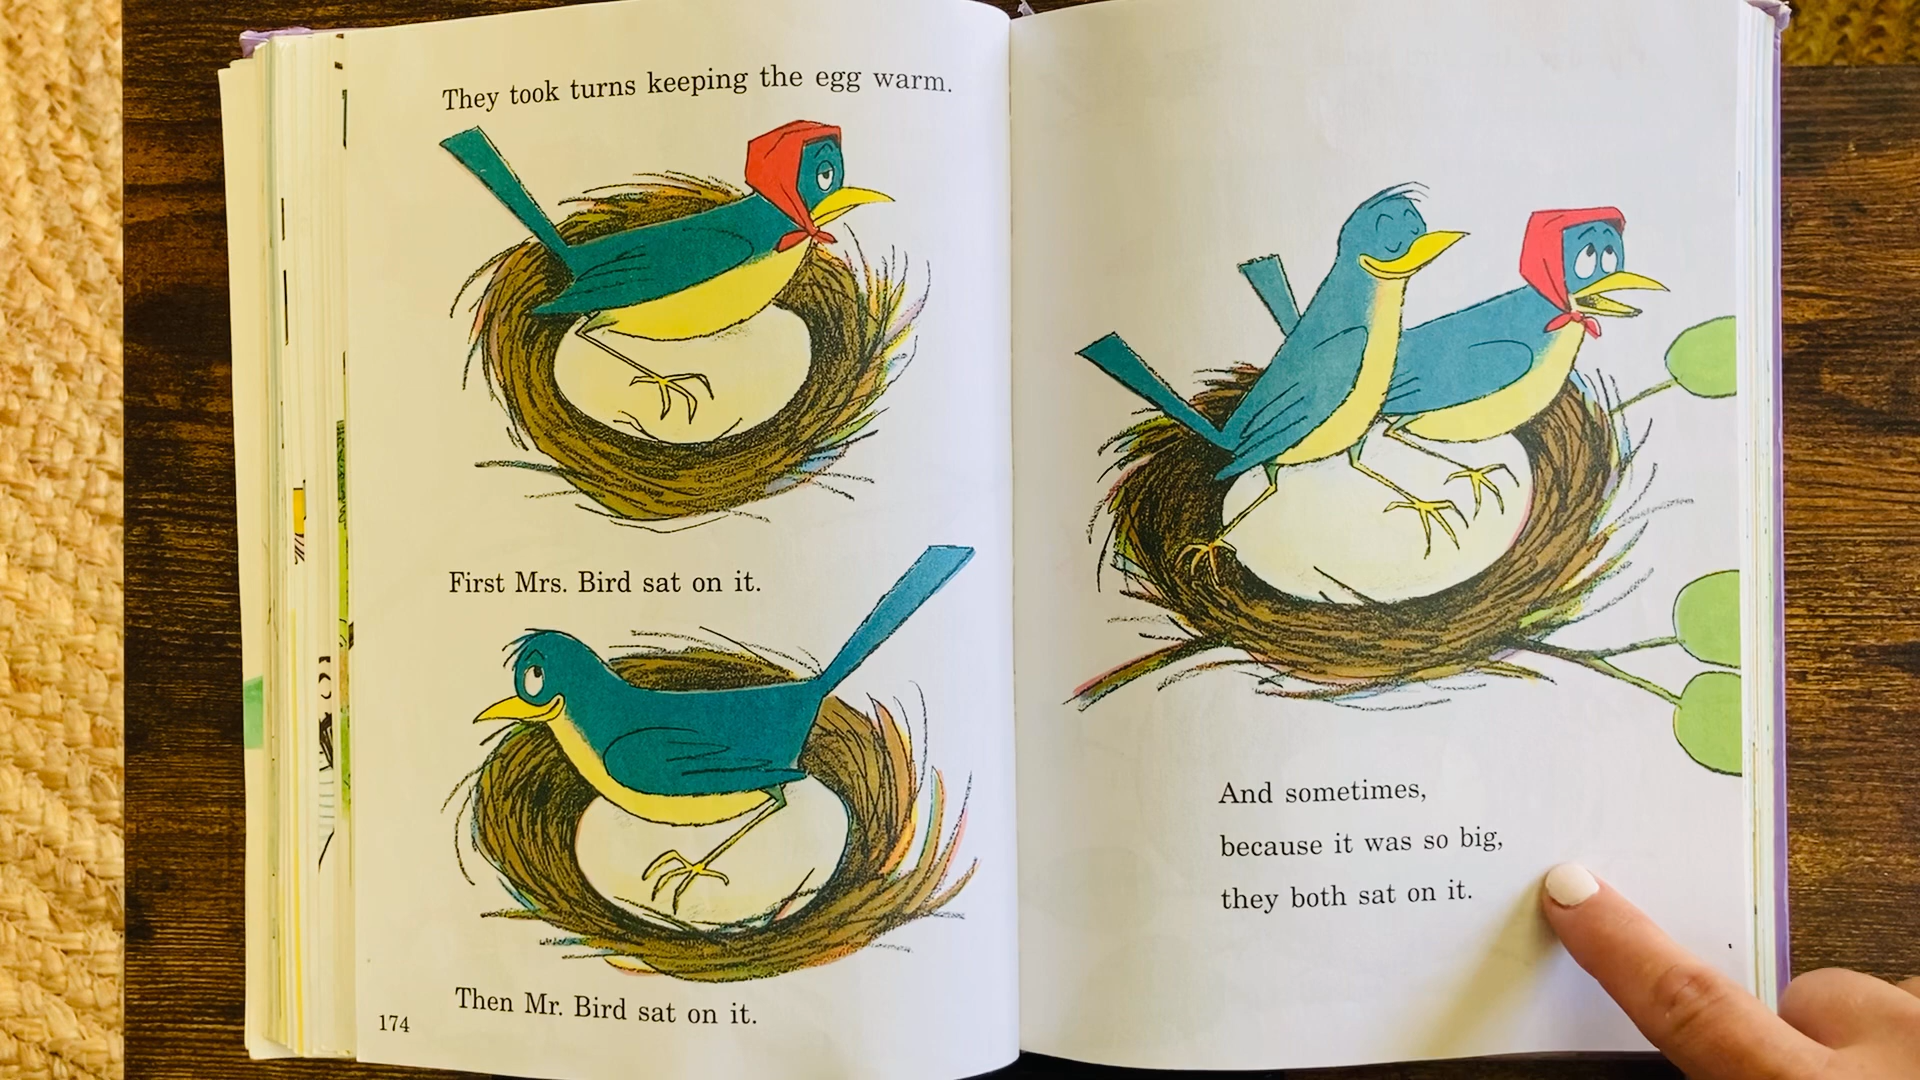 They took turns keeping the egg warm.
First Mrs. Bird sat on it.
Then Mr. Bird sat on it.
174
And sometimes,
because it was so big,
they both sat on it.